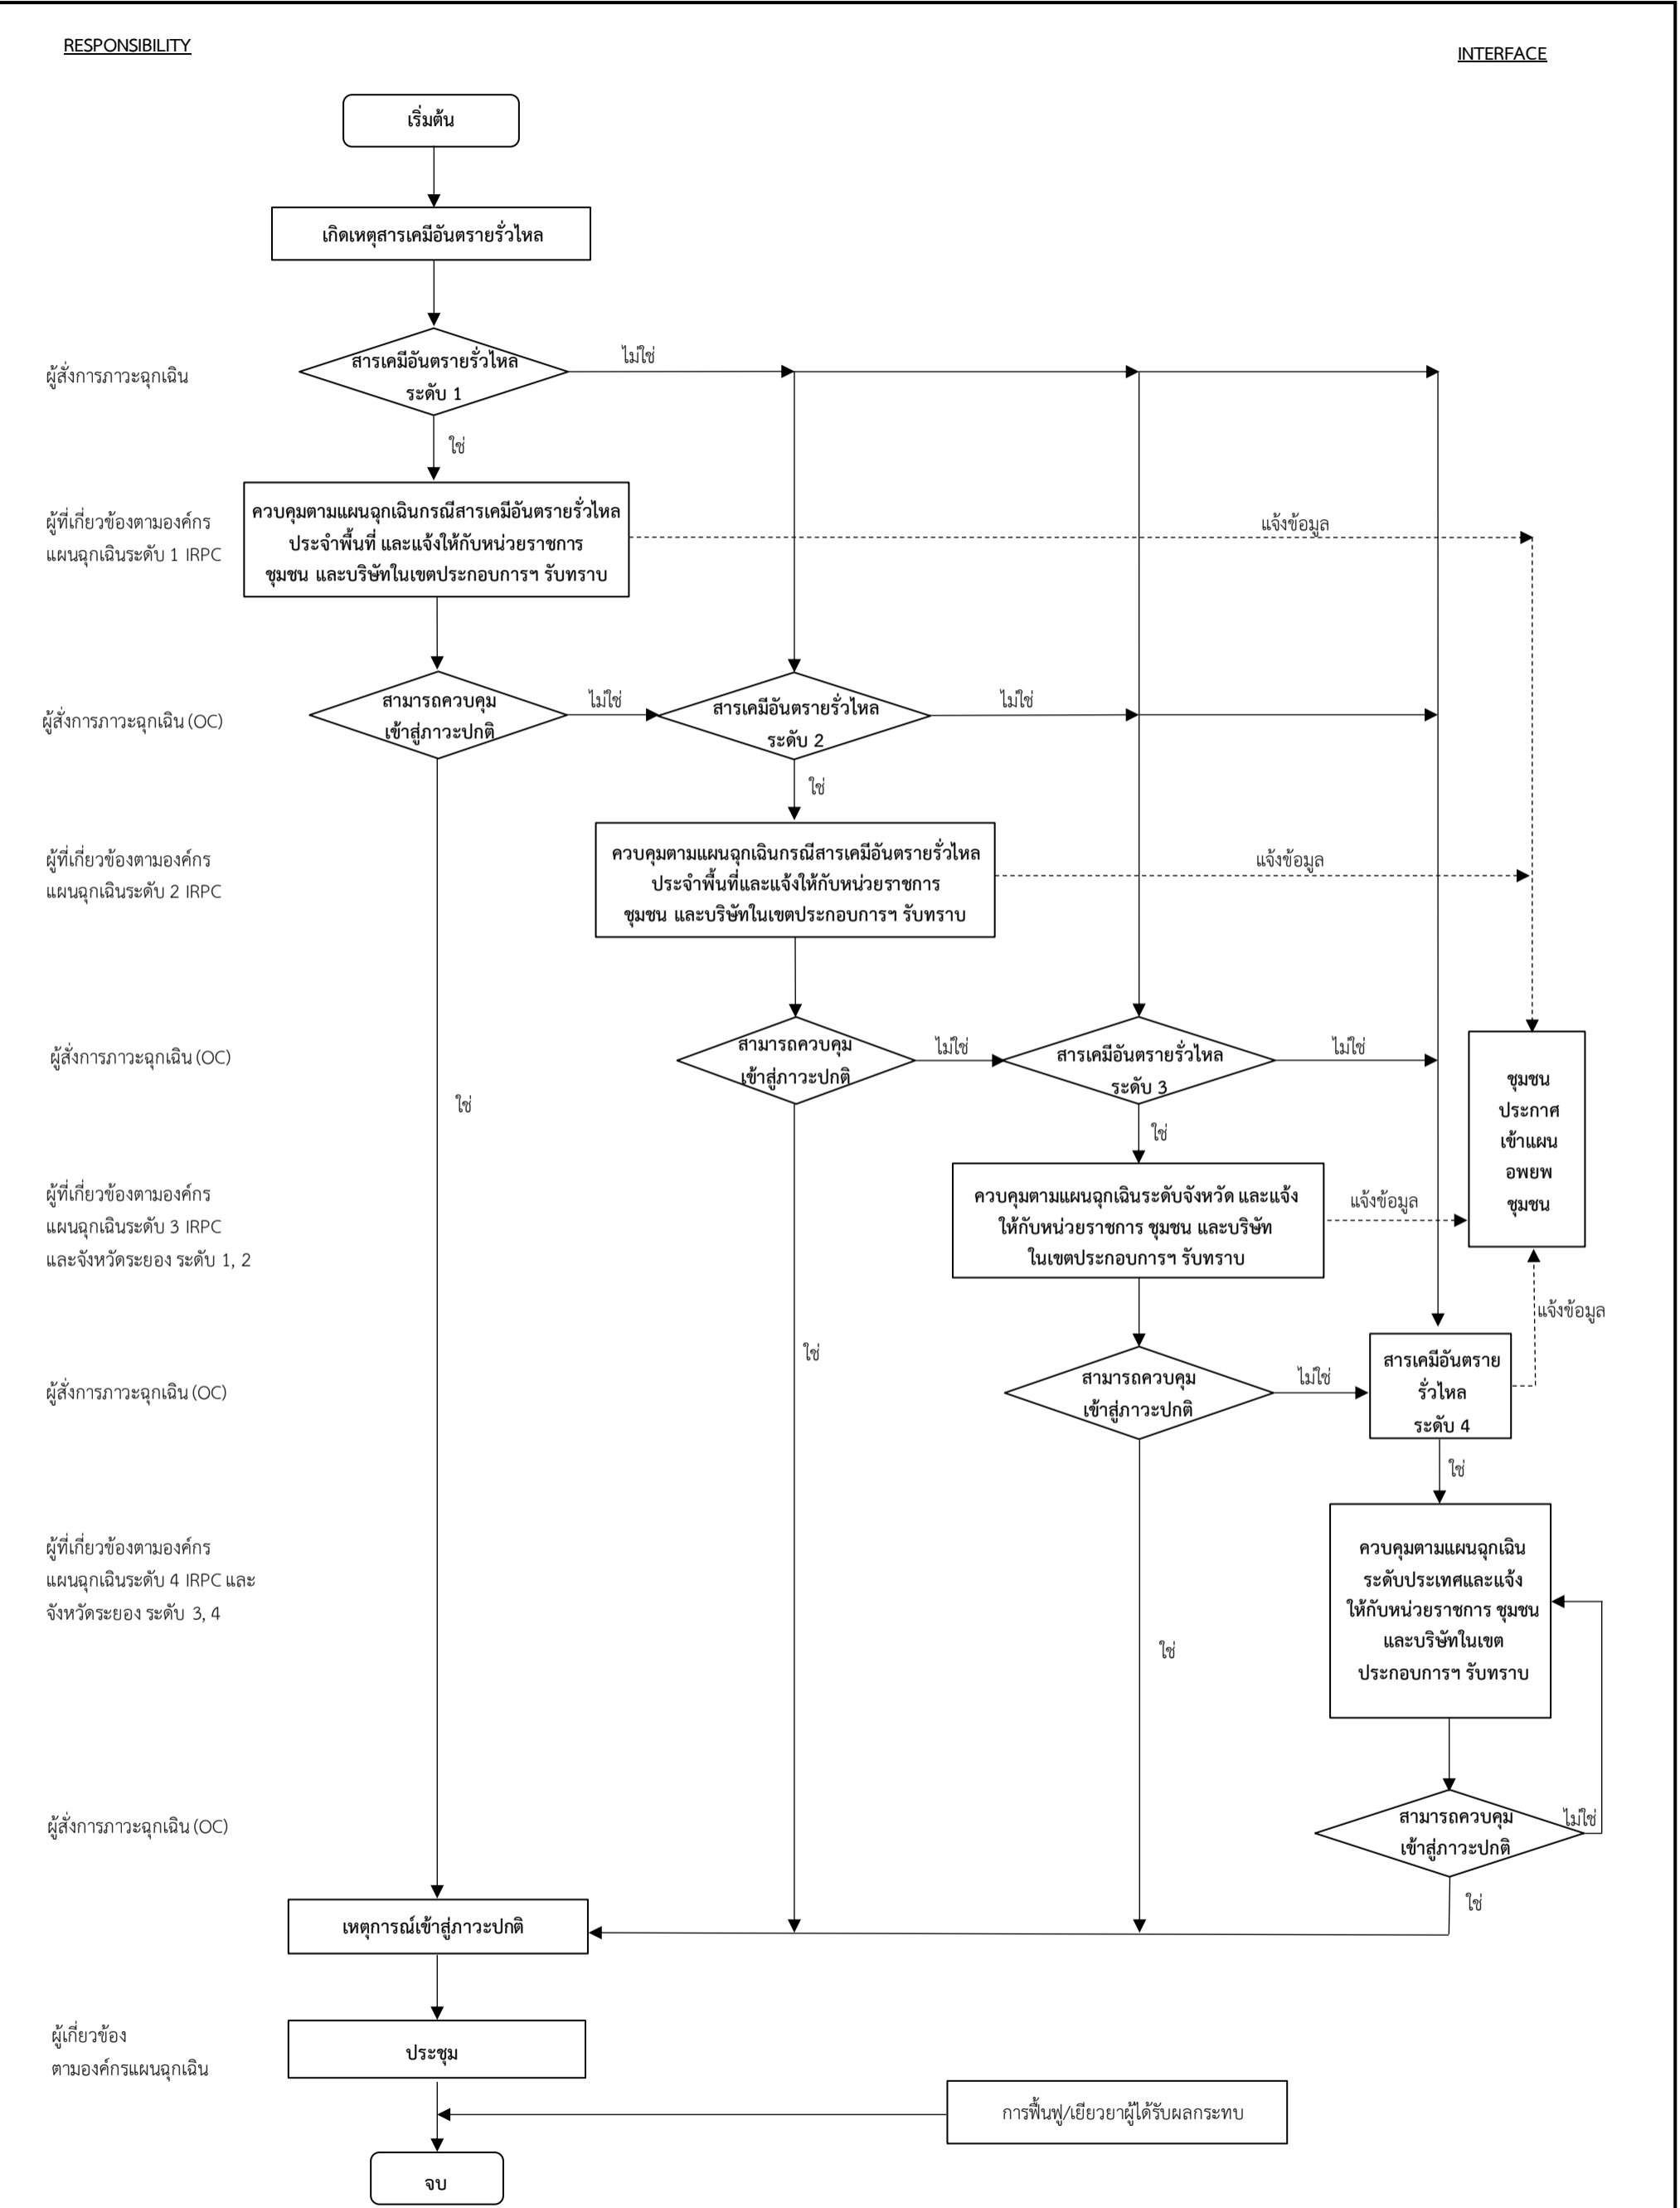 RESPONSIBILITY
INTERFACE
เริ่มต้น
เกิดเหตุสารเคมีอันตรายรั่วไหล
ผู้สั่งการภาวะฉุกเฉิน
สารเคมีอันตรายรั่วไหล
ระดับ 1
ไม่ใช่
ใช่
ผู้ที่เกี่ยวข้องตามองค์กร
แผนฉุกเฉินระดับ 1 IRPC
ควบคุมตามแผนฉุกเฉินกรณีสารเคมีอันตรายรั่วไหล
ประจำพื้นที่ และแจ้งให้กับหน่วยราชการ
ชุมชน และบริษัทในเขตประกอบการฯ รับทราบ
แจ้งข้อมูล
ผู้สั่งการภาวะฉุกเฉิน (OC)
สามารถควบคุม
เข้าสู่ภาวะปกติ
ไม่ใช่
สารเคมีอันตรายรั่วไหล
ระดับ 2
ไม่ใช่
ใช่
ผู้ที่เกี่ยวข้องตามองค์กร
แผนฉุกเฉินระดับ 2 IRPC
ควบคุมตามแผนฉุกเฉินกรณีสารเคมีอันตรายรั่วไหล
ประจำพื้นที่และแจ้งให้กับหน่วยราชการ
ชุมชน และบริษัทในเขตประกอบการฯ รับทราบ
แจ้งข้อมูล
ผู้สั่งการภาวะฉุกเฉิน (OC)
ใช่
สามารถควบคุม
เข้าสู่ภาวะปกติ
ไม่ใช่
สารเคมีอันตรายรั่วไหล
ระดับ 3
ไม่ใช่
ใช่
ชุมชน
ประกาศ
เข้าแผน
อพยพ
ชุมชน
ผู้ที่เกี่ยวข้องตามองค์กร
แผนฉุกเฉินระดับ 3 IRPC
และจังหวัดระยอง ระดับ 1, 2
ควบคุมตามแผนฉุกเฉินระดับจังหวัด และแจ้ง
ให้กับหน่วยราชการ ชุมชน และบริษัท
ในเขตประกอบการฯ รับทราบ
แจ้งข้อมูล
แจ้งข้อมูล
ผู้สั่งการภาวะฉุกเฉิน (OC)
ใช่
สามารถควบคุม
เข้าสู่ภาวะปกติ
ไม่ใช่
สารเคมีอันตราย
รั่วไหล
ระดับ 4
ใช่
ผู้ที่เกี่ยวข้องตามองค์กร
แผนฉุกเฉินระดับ 4 IRPC และ
จังหวัดระยอง ระดับ 3, 4
ใช่
ควบคุมตามแผนฉุกเฉิน
ระดับประเทศและแจ้ง
ให้กับหน่วยราชการ ชุมชน
และบริษัทในเขต
ประกอบการฯ รับทราบ
ผู้สั่งการภาวะฉุกเฉิน (OC)
สามารถควบคุม
เข้าสู่ภาวะปกติ
ไม่ใช่
ใช่
เหตุการณ์เข้าสู่ภาวะปกติ
ผู้เกี่ยวข้อง
ตามองค์กรแผนฉุกเฉิน
ประชุม
การฟื้นฟู/เยียวยาผู้ได้รับผลกระทบ
จบ